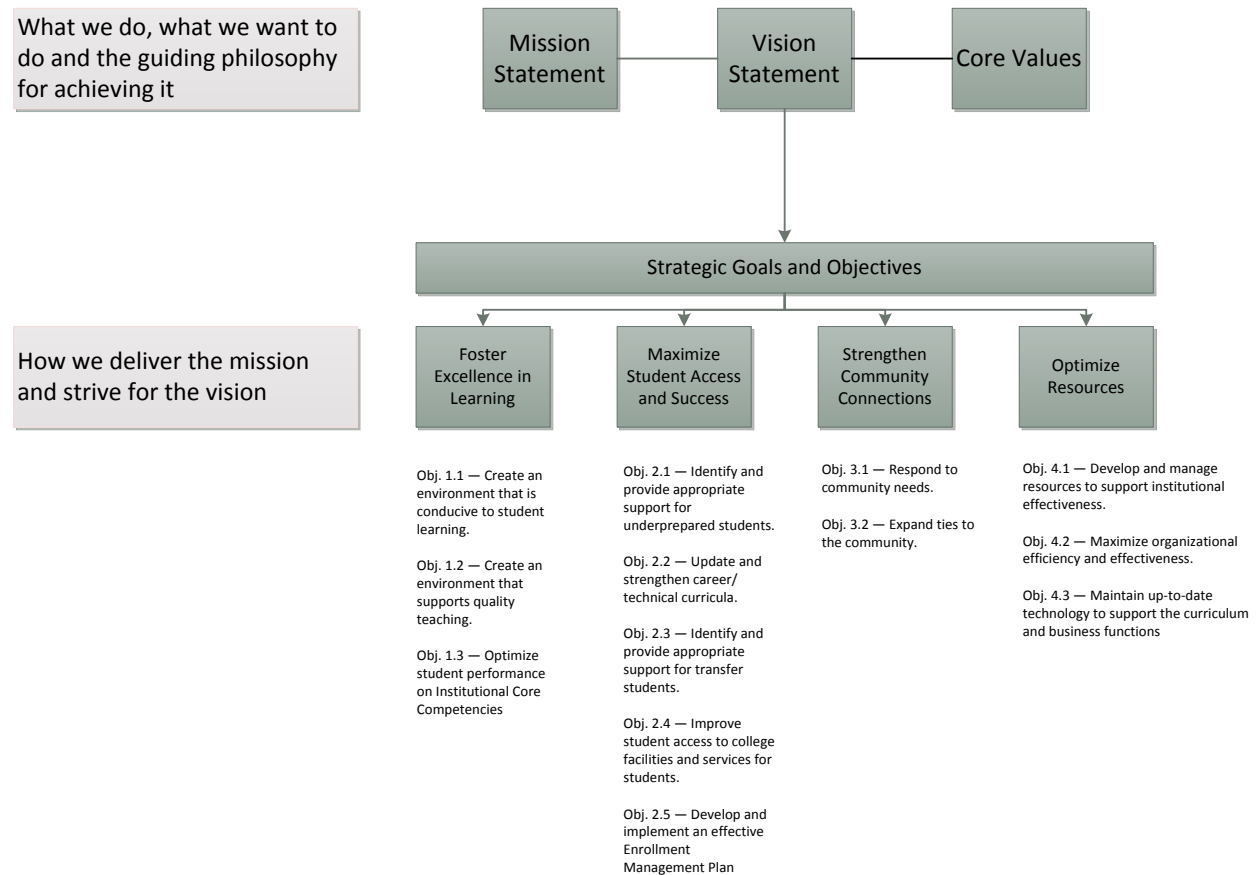 What we do, what we want to
do and the guiding philosophy
for achieving it
Mission
Statement
Vision
Statement
Core Values
Strategic Goals and Objectives
How we deliver the mission
and strive for the vision
Foster
Excellence in
Learning
Maximize
Student Access
and Success
Strengthen
Community
Connections
Optimize
Resources
Obj. 1.1 — Create an
environment that is
conducive to student
learning.
Obj. 1.2 — Create an
environment that
supports quality
teaching.
Obj. 1.3 — Optimize
student performance
on Institutional Core
Competencies
Obj. 2.1 — Identify and
provide appropriate
support for
underprepared students.
Obj. 2.2 — Update and
strengthen career/
technical curricula.
Obj. 2.3 — Identify and
provide appropriate
support for transfer
students.
Obj. 2.4 — Improve
student access to college
facilities and services for
students.
Obj. 2.5 — Develop and
implement an effective
Enrollment
Management Plan
Obj. 3.1 — Respond to
community needs.
Obj. 3.2 — Expand ties to
the community.
Obj. 4.1 — Develop and manage
resources to support institutional
effectiveness.
Obj. 4.2 — Maximize organizational
efficiency and effectiveness.
Obj. 4.3 — Maintain up-to-date
technology to support the curriculum
and business functions